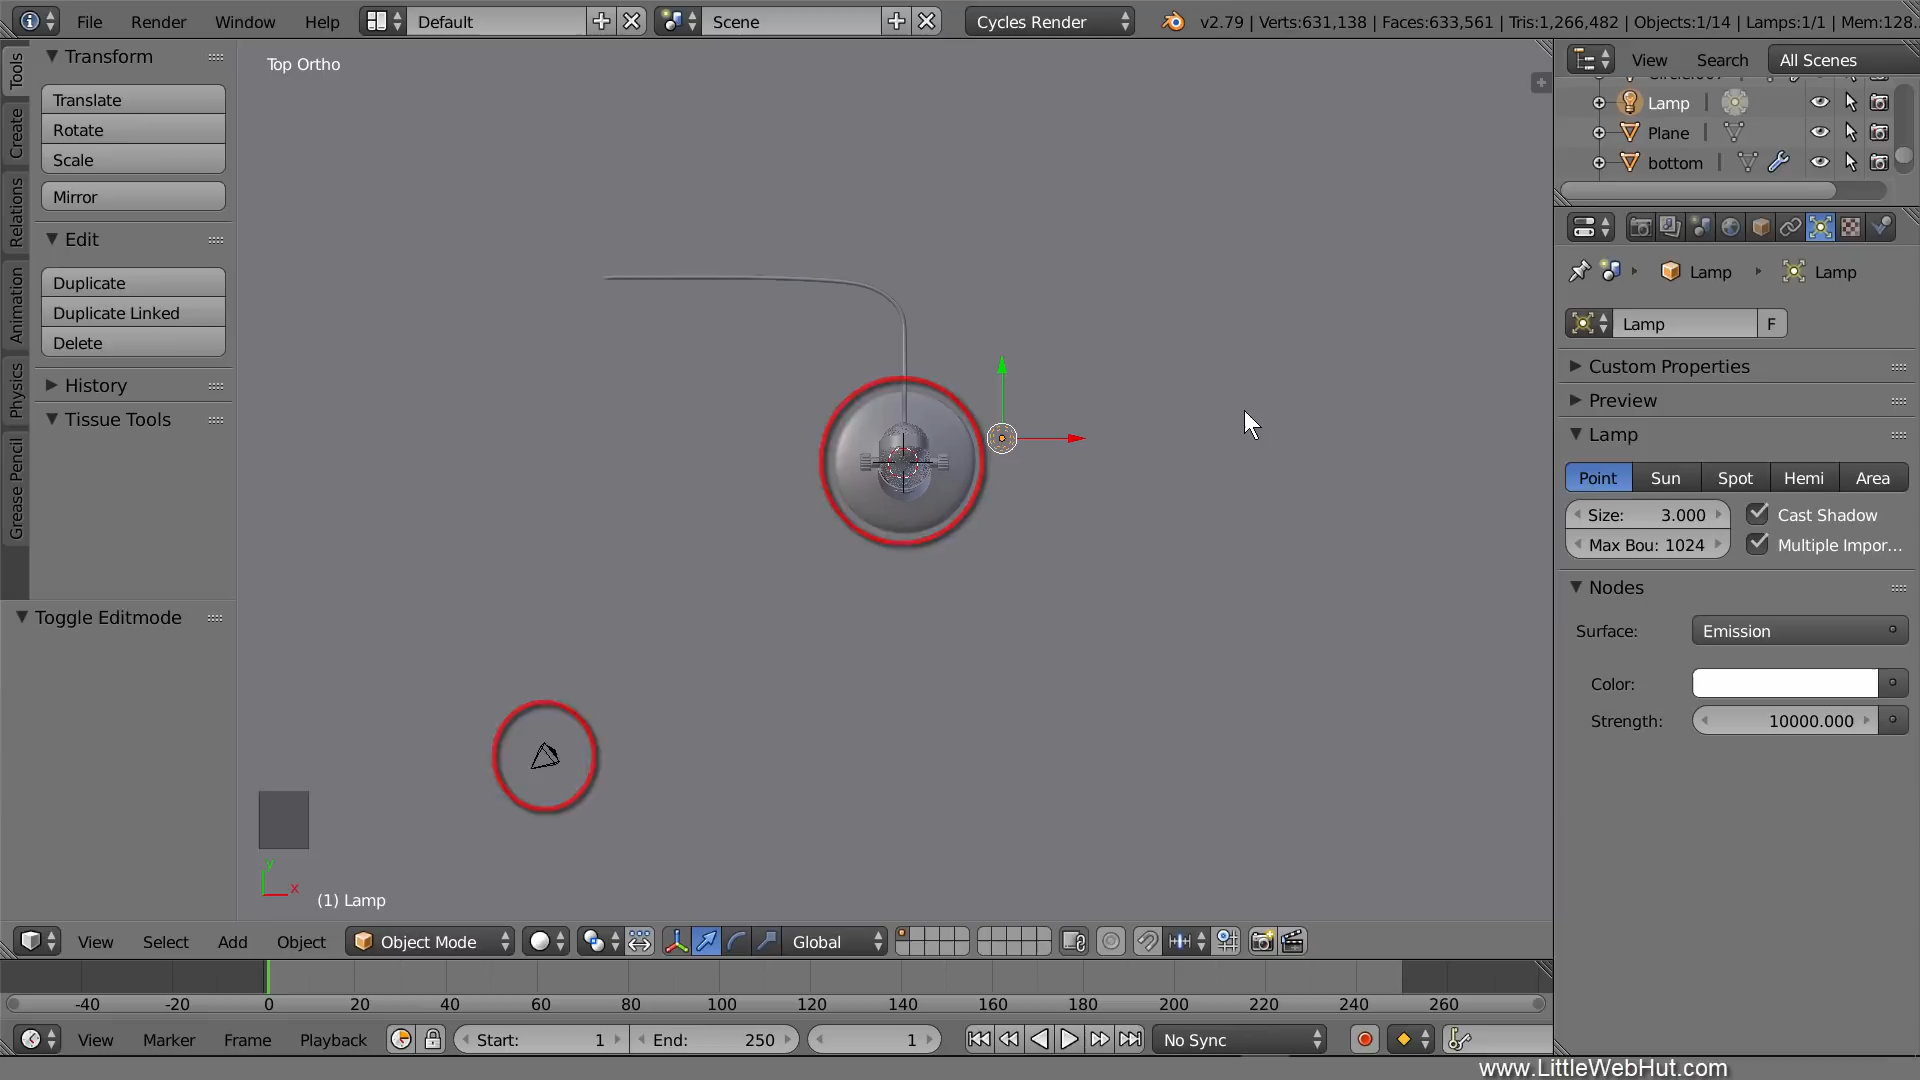 File Render Window Help Default Scene Cycles Render v2.79 | Verts:631,138 | Faces:633,561 | Tris:1,266,482 | Objects:1/14 | Lamps:1/1 | Mem:128.
Tools
Create
Relations
Animation
Physics
Grease Pencil
Transform
Translate
Rotate
Scale
Mirror
Edit
Duplicate
Duplicate Linked
Delete
History
Tissue Tools
Toggle Editmode
Top Ortho
y
x
(1) Lamp
View Search All Scenes
Lamp
Plane
bottom
Lamp Lamp
Lamp F
Custom Properties
Preview
Lamp
Point Sun Spot Hemi Area
Size: 3.000 Cast Shadow
Max Bou: 1024 Multiple Impor...
Nodes
Surface: Emission
Color:
Strength: 10000.000
View Select Add Object Object Mode Global
-40 -20 0 20 40 60 80 100 120 140 160 180 200 220 240 260
View Marker Frame Playback Start: 1 End: 250 1 No Sync
www.LittleWebHut.com